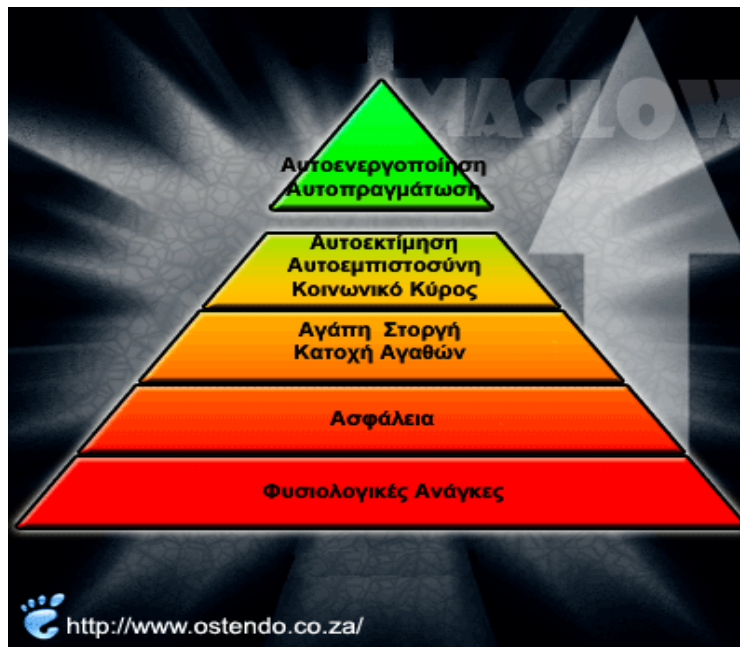 MASLOW
Αυτοενεργοποίηση
Αυτοπραγμάτωση
Αυτοεκτίμηση
Αυτοεμπιστοσύνη
Κοινωνικό Κύρος
Αγάπη Στοργή
Κατοχή Αγαθών
Ασφάλεια
Φυσιολογικές Ανάγκες
http://www.ostendo.co.za/